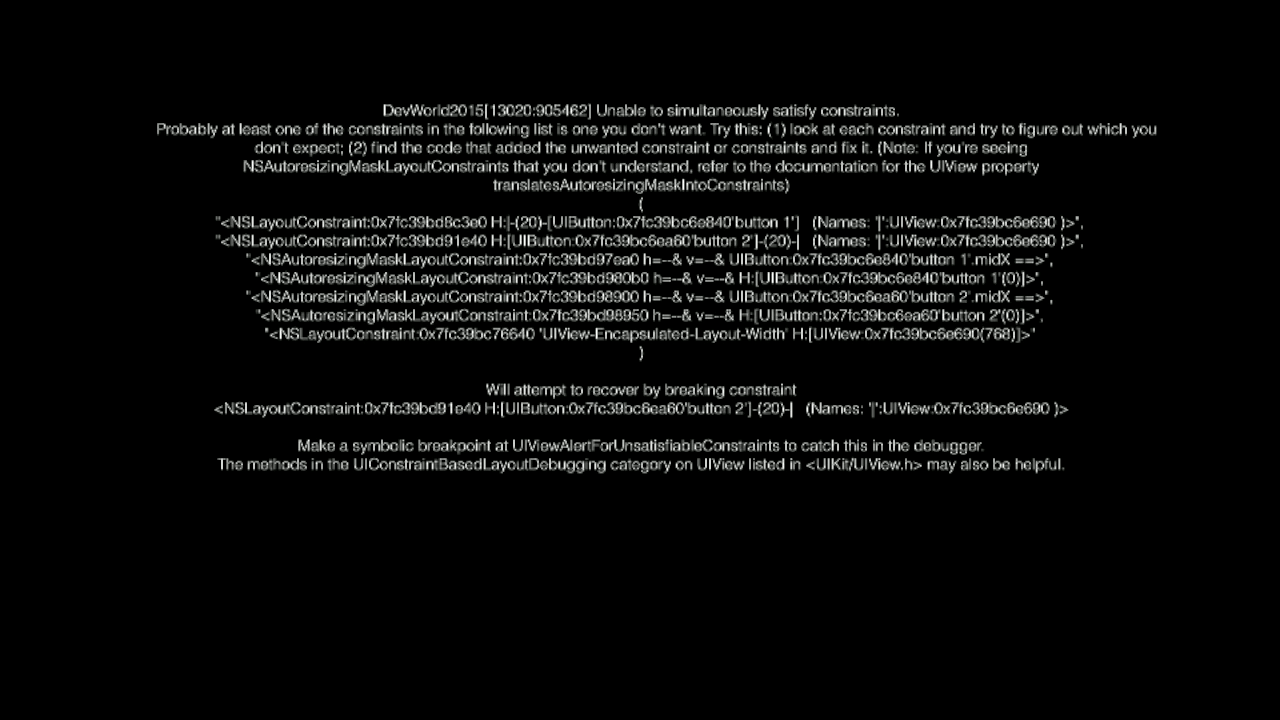 DevWorld2015[13020:905462] Unable to simultaneously satisfy constraints.
Probably at least one of the constraints in the following list is one you don't want. Try this: (1) look at each constraint and try to figure out which you
don't expect; (2) find the code that added the unwanted constraint or constraints and fix it. (Note: If you're seeing
NSAutoresizingMaskLayoutConstraints that you don't understand, refer to the documentation for the UIView property
translatesAutoresizingMaskIntoConstraints)
(
"<NSLayoutConstraint:0x7fc39bd8c3e0 H:|-(20)-[UIButton:0x7fc39bc6e840'button 1']   (Names: '|':UIView:0x7fc39bc6e690 )>",
"<NSLayoutConstraint:0x7fc39bd91e40 H:[UIButton:0x7fc39bc6ea60'button 2']-(20)-|   (Names: '|':UIView:0x7fc39bc6e690 )>",
"<NSAutoresizingMaskLayoutConstraint:0x7fc39bd97ea0 h=--& v=--& UIButton:0x7fc39bc6e840'button 1'.midX ==>",
"<NSAutoresizingMaskLayoutConstraint:0x7fc39bd980b0 h=--& v=--& H:[UIButton:0x7fc39bc6e840'button 1'(0)]>",
"<NSAutoresizingMaskLayoutConstraint:0x7fc39bd98900 h=--& v=--& UIButton:0x7fc39bc6ea60'button 2'.midX ==>",
"<NSAutoresizingMaskLayoutConstraint:0x7fc39bd98950 h=--& v=--& H:[UIButton:0x7fc39bc6ea60'button 2'(0)]>",
"<NSLayoutConstraint:0x7fc39bc76640 'UIView-Encapsulated-Layout-Width' H:[UIView:0x7fc39bc6e690(768)]>"
)
Will attempt to recover by breaking constraint
<NSLayoutConstraint:0x7fc39bd91e40 H:[UIButton:0x7fc39bc6ea60'button 2']-(20)-|   (Names: '|':UIView:0x7fc39bc6e690 )>
Make a symbolic breakpoint at UIViewAlertForUnsatisfiableConstraints to catch this in the debugger.
The methods in the UIConstraintBasedLayoutDebugging category on UIView listed in <UIKit/UIView.h> may also be helpful.